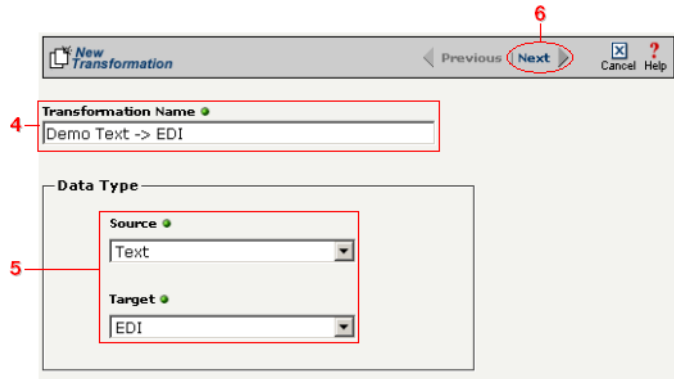 6
New
Transformation
Previous
Next
Cancel
?
Help
4
Transformation Name
Demo Text -> EDI
Data Type
5
Source
Text
Target
EDI